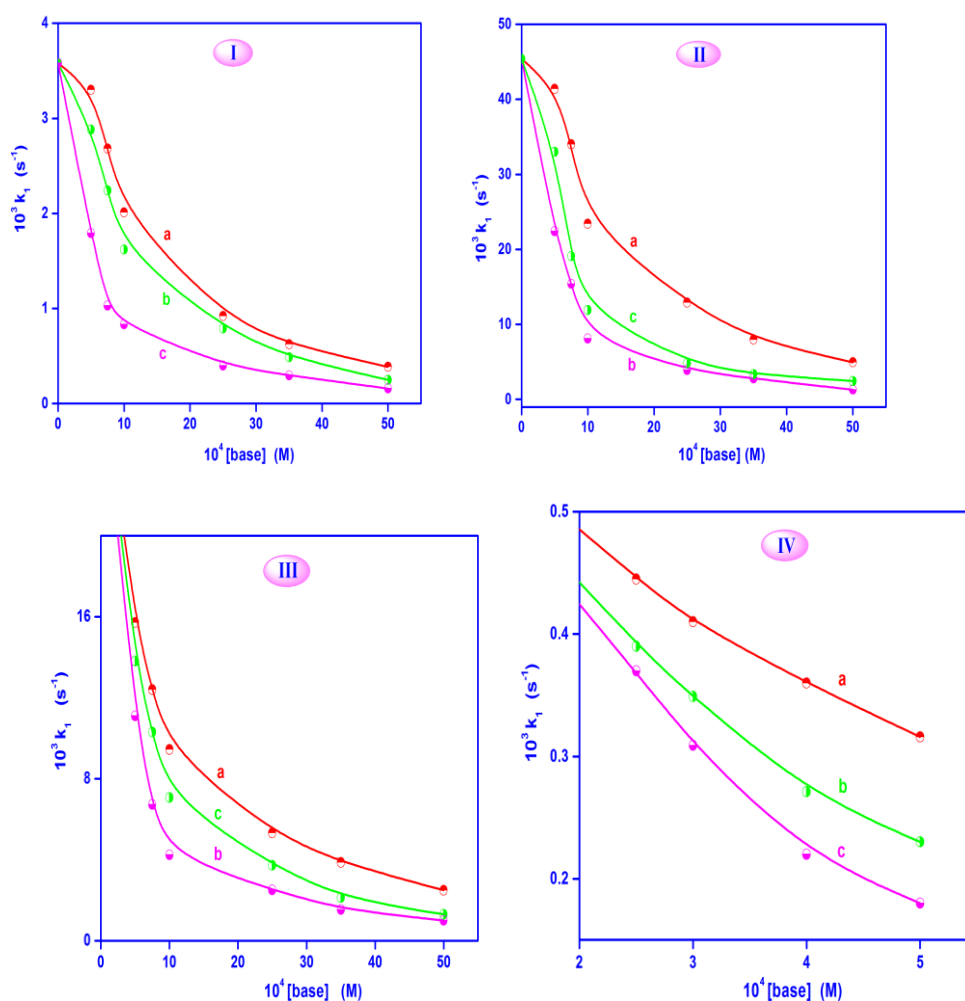 I
10³ k₁ (s⁻¹)
4
3
2
1
0
a
b
c
0 10 20 30 40 50
10⁴ [base] (M)
II
10³ k₁ (s⁻¹)
50
40
30
20
10
0
a
c
b
0 10 20 30 40 50
10⁴ [base] (M)
III
10³ k₁ (s⁻¹)
16
8
0
a
c
b
0 10 20 30 40 50
10⁴ [base] (M)
IV
10³ k₁ (s⁻¹)
0.5
0.4
0.3
0.2
a
b
c
2 3 4 5
10⁴ [base] (M)